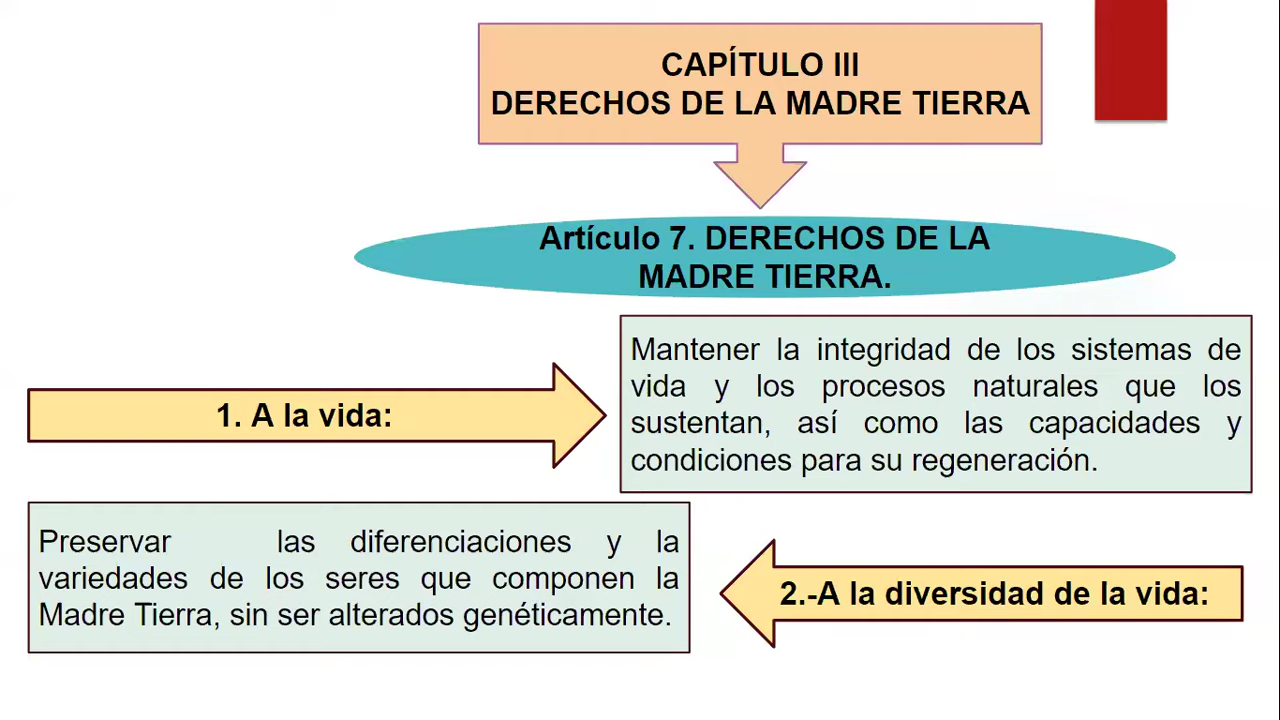 CAPÍTULO III
DERECHOS DE LA MADRE TIERRA
Artículo 7. DERECHOS DE LA
MADRE TIERRA.
1. A la vida:
Mantener la integridad de los sistemas de
vida y los procesos naturales que los
sustentan, así como las capacidades y
condiciones para su regeneración.
2.-A la diversidad de la vida:
Preservar las diferenciaciones y la
variedades de los seres que componen la
Madre Tierra, sin ser alterados genéticamente.